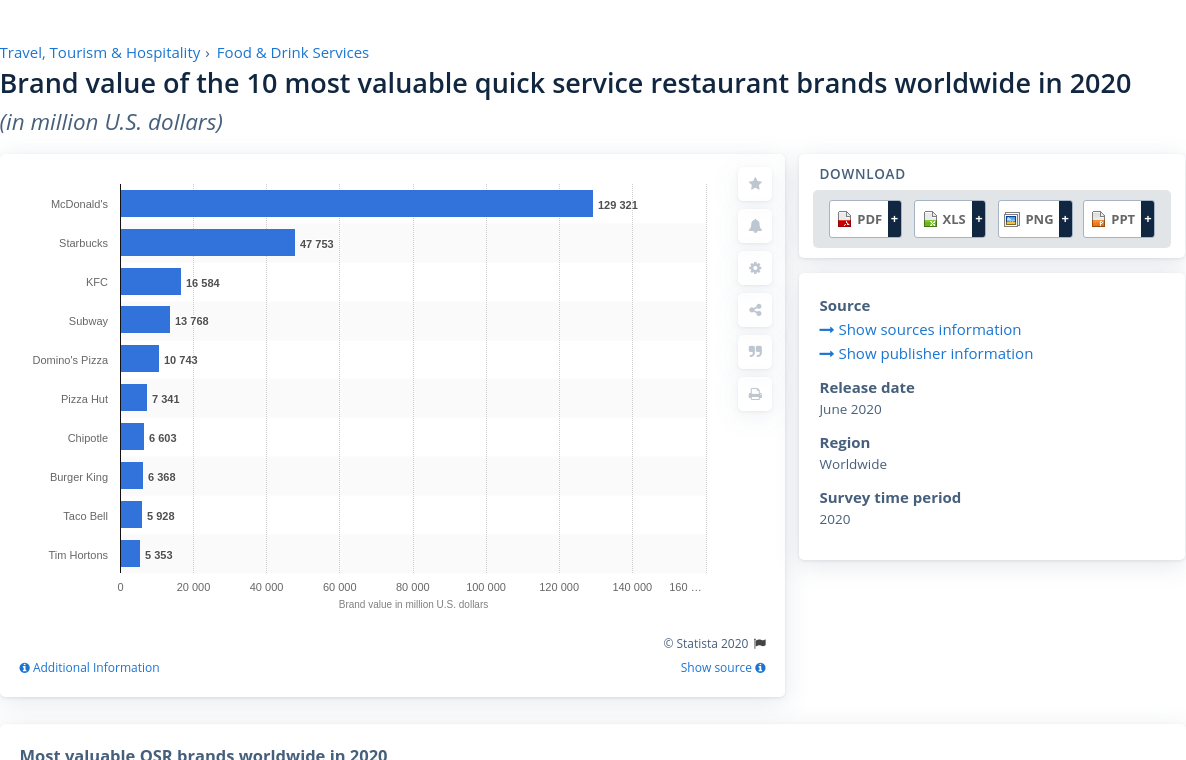 Travel, Tourism & Hospitality › Food & Drink Services
Brand value of the 10 most valuable quick service restaurant brands worldwide in 2020
(in million U.S. dollars)
McDonald's 129 321
Starbucks 47 753
KFC 16 584
Subway 13 768
Domino's Pizza 10 743
Pizza Hut 7 341
Chipotle 6 603
Burger King 6 368
Taco Bell 5 928
Tim Hortons 5 353
0 20 000 40 000 60 000 80 000 100 000 120 000 140 000 160 ...
Brand value in million U.S. dollars
© Statista 2020
Additional Information
Show source
DOWNLOAD
PDF + XLS + PNG + PPT +
Source
Show sources information
Show publisher information
Release date
June 2020
Region
Worldwide
Survey time period
2020
Most valuable QSR brands worldwide in 2020